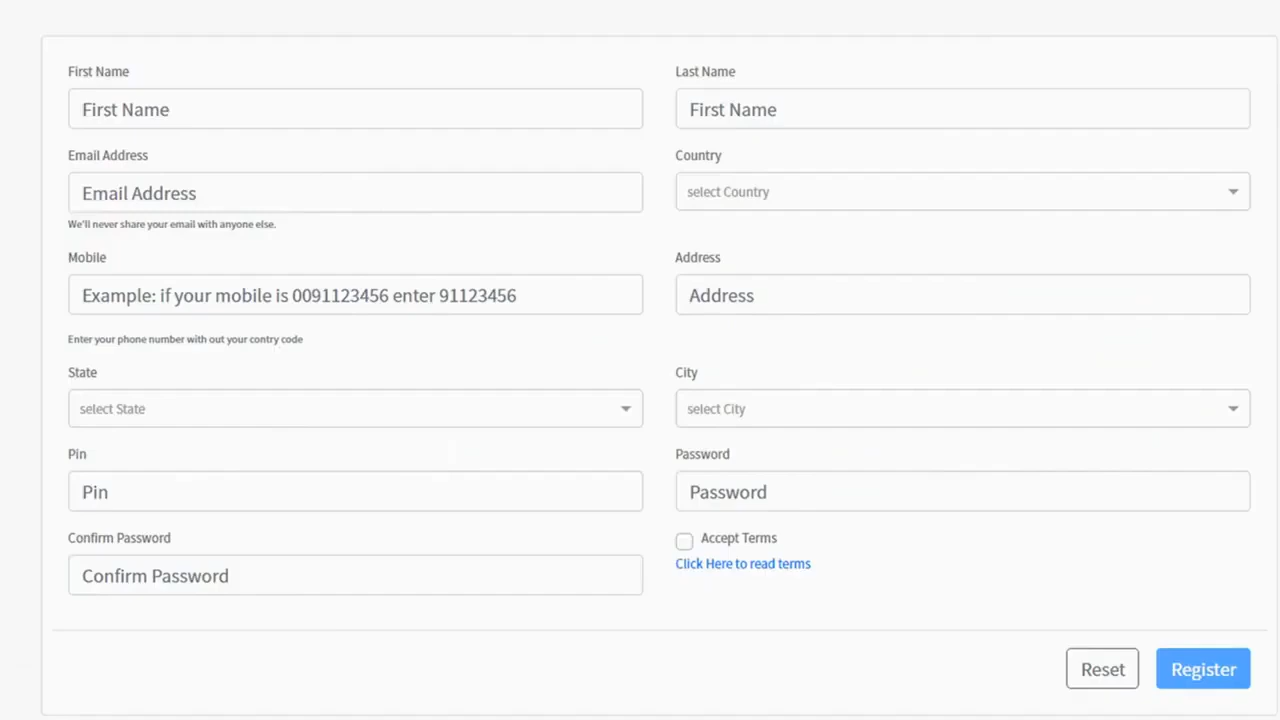 First Name
Last Name
First Name
First Name
Email Address
Country
Email Address
select Country
We'll never share your email with anyone else.
Mobile
Address
Example: if your mobile is 0091123456 enter 91123456
Address
Enter your phone number with out your contry code
State
City
select State
select City
Pin
Password
Pin
Password
Confirm Password
Accept Terms
Click Here to read terms
Confirm Password
Reset
Register